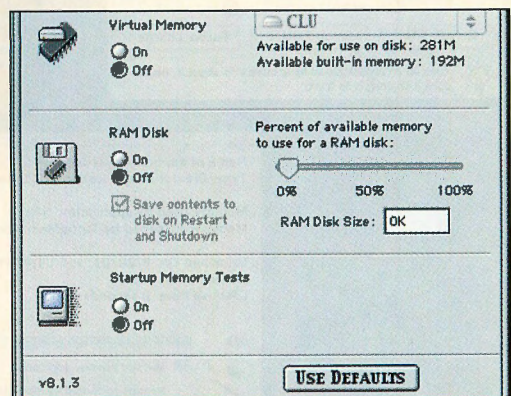 Virtual Memory
On
Off
CLU
Available for use on disk: 281M
Available built-in memory: 192M
RAM Disk
On
Off
Save contents to
disk on Restart
and Shutdown
Percent of available memory
to use for a RAM disk:
0% 50% 100%
RAM Disk Size: 0K
Startup Memory Tests
On
Off
v8.1.3
USE DEFAULTS